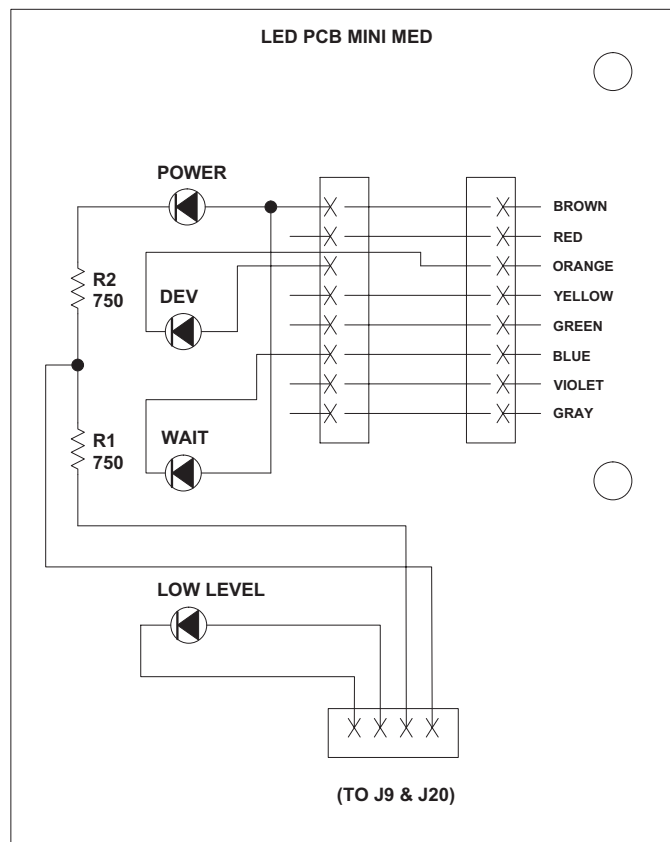 LED PCB MINI MED
POWER
BROWN
RED
ORANGE
R2
750
DEV
YELLOW
GREEN
BLUE
VIOLET
GRAY
R1
750
WAIT
LOW LEVEL
(TO J9 & J20)